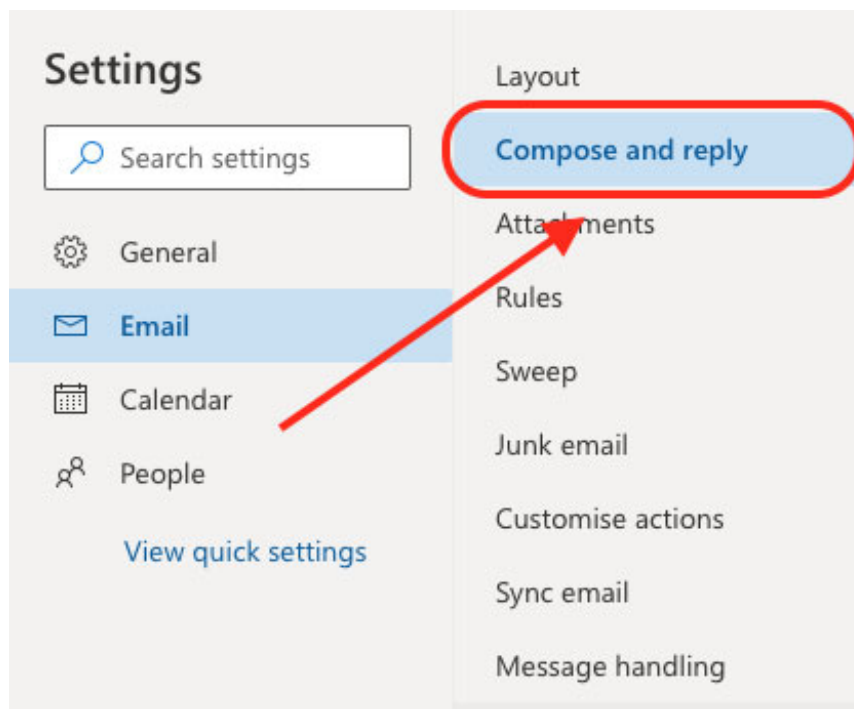 Settings
Search settings
General
Email
Calendar
People
View quick settings
Layout
Compose and reply
Attachments
Rules
Sweep
Junk email
Customise actions
Sync email
Message handling